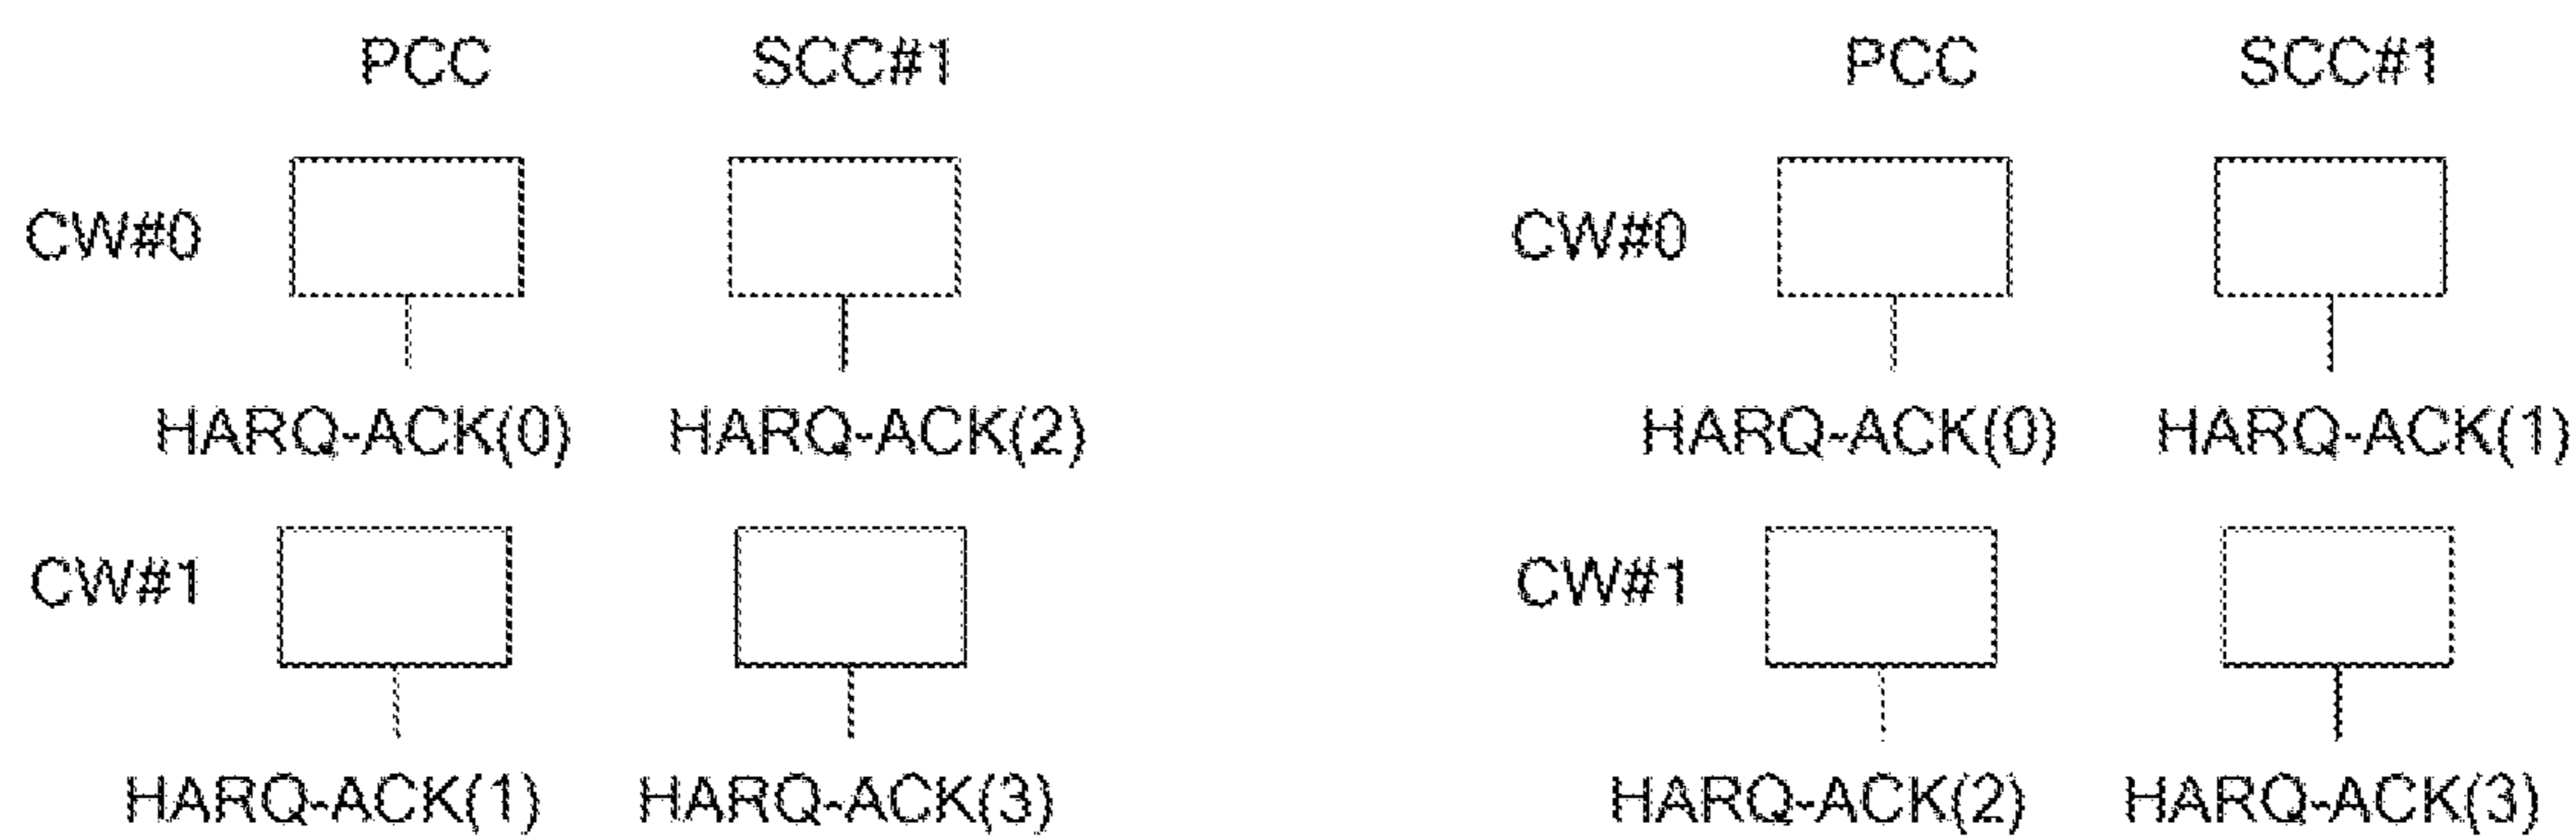 PCC SCC#1
CW#0
HARQ-ACK(0) HARQ-ACK(2)
CW#1
HARQ-ACK(1) HARQ-ACK(3)
PCC SCC#1
CW#0
HARQ-ACK(0) HARQ-ACK(1)
CW#1
HARQ-ACK(2) HARQ-ACK(3)